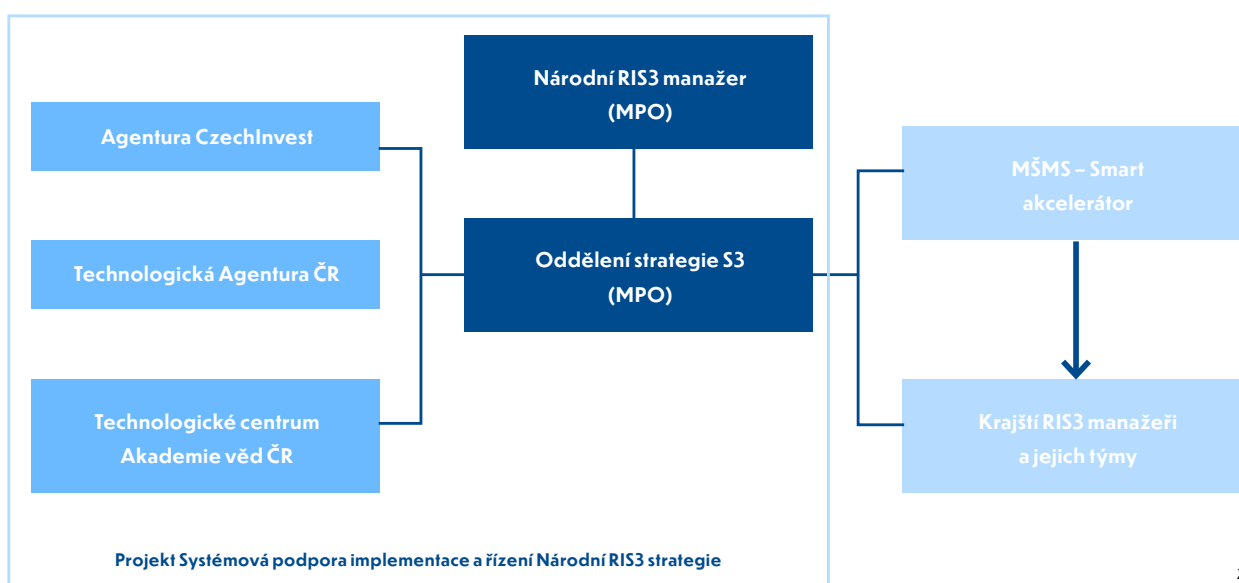 Národní RIS3 manažer
(MPO)
Agentura CzechInvest
MŠMS – Smart
akcelerátor
Oddělení strategie S3
(MPO)
Technologická Agentura ČR
Technologické centrum
Akademie věd ČR
Krajští RIS3 manažeři
a jejich týmy
Projekt Systémová podpora implementace a řízení Národní RIS3 strategie